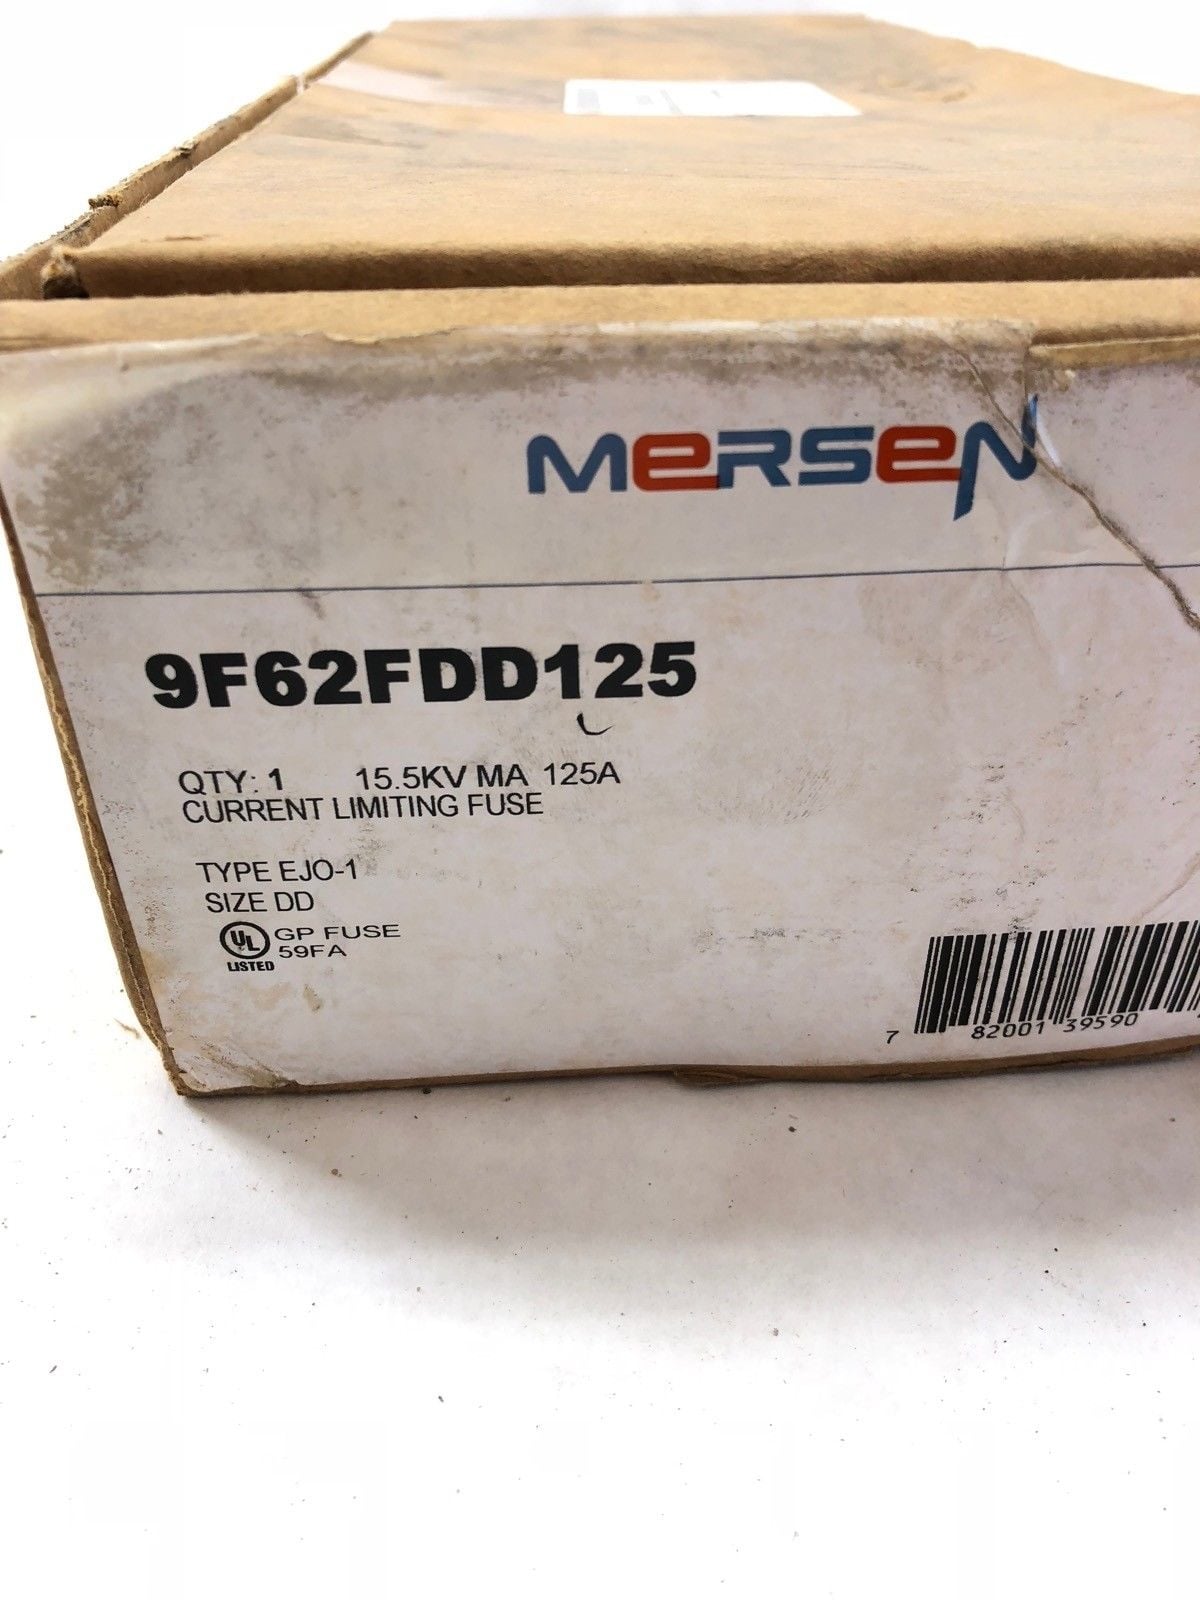 MERSEN
9F62FDD125
QTY: 1 15.5KV MA 125A
CURRENT LIMITING FUSE
TYPE EJO-1
SIZE DD
UL GP FUSE
LISTED 59FA
7 82001 39590